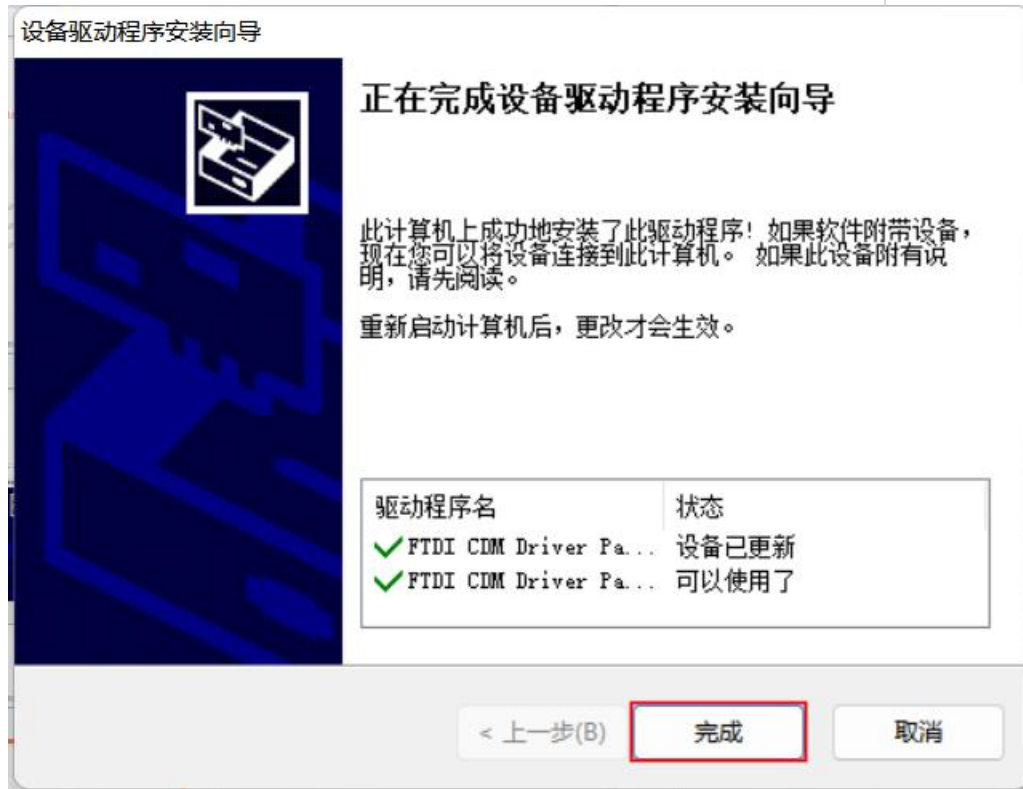 设备驱动程序安装向导
正在完成设备驱动程序安装向导
此计算机上成功地安装了此驱动程序! 如果软件附带设备,
现在您可以将设备连接到此计算机。 如果此设备附有说
明,请先阅读。
重新启动计算机后,更改才会生效。
驱动程序名 状态
FTDI CDM Driver Pa... 设备已更新
FTDI CDM Driver Pa... 可以使用了
< 上一步(B) 完成 取消